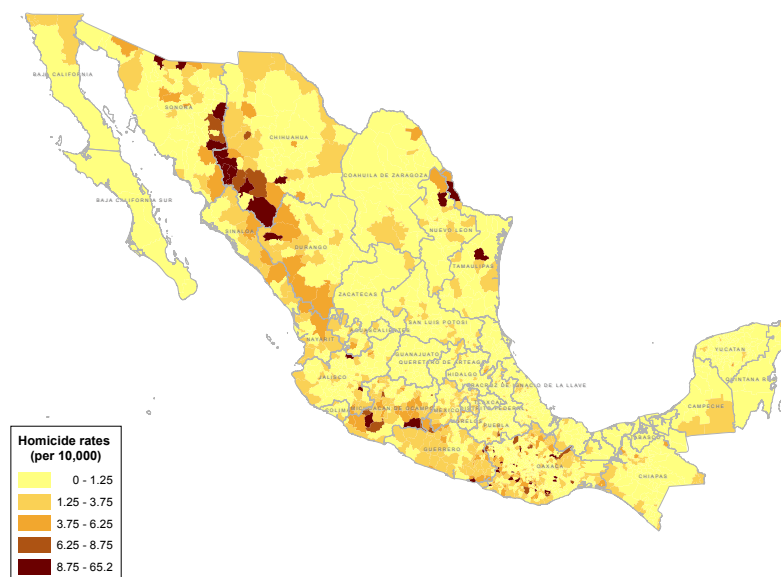 BAJA CALIFORNIA
SONORA
CHIHUAHUA
COAHUILA DE ZARAGOZA
BAJA CALIFORNIA SUR
SINALOA
DURANGO
NUEVO LEON
TAMAULIPAS
ZACATECAS
SAN LUIS POTOSI
AGUASCALIENTES
NAYARIT
GUANAJUATO
QUERETARO DE ARTEAGA
HIDALGO
YUCATAN
JALISCO
QUINTANA ROO
VERACRUZ DE IGNACIO DE LA LLAVE
TLAXCALA
CAMPECHE
COLIMA
MICHOACAN DE OCAMPO
MEXICO
DISTRITO FEDERAL
MORELOS
PUEBLA
TABASCO
GUERRERO
OAXACA
CHIAPAS
Homicide rates
(per 10,000)
0 - 1.25
1.25 - 3.75
3.75 - 6.25
6.25 - 8.75
8.75 - 65.2